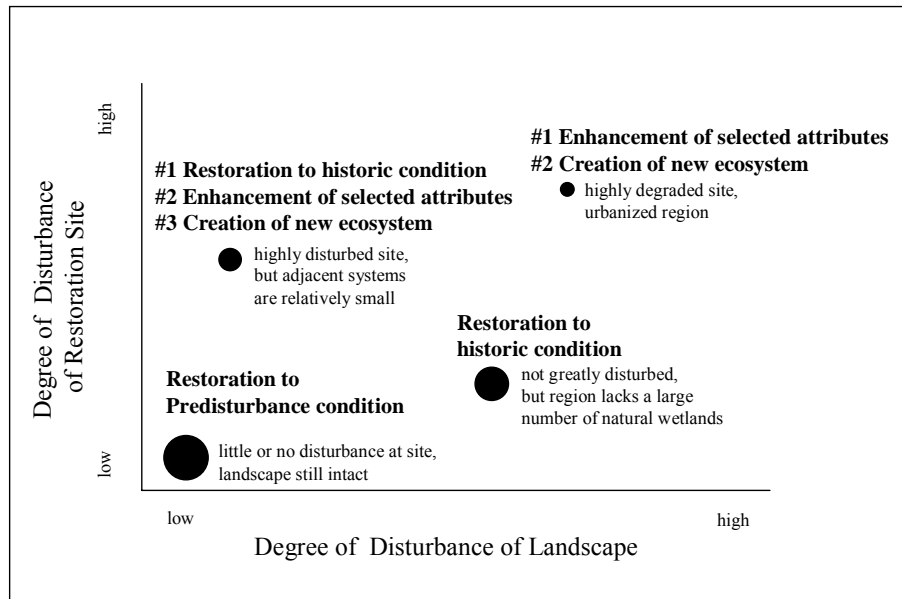 high
Degree of Disturbance
of Restoration Site
low
#1 Restoration to historic condition
#2 Enhancement of selected attributes
#3 Creation of new ecosystem
highly disturbed site,
but adjacent systems
are relatively small
#1 Enhancement of selected attributes
#2 Creation of new ecosystem
highly degraded site,
urbanized region
Restoration to
historic condition
not greatly disturbed,
but region lacks a large
number of natural wetlands
Restoration to
Predisturbance condition
little or no disturbance at site,
landscape still intact
low
high
Degree of Disturbance of Landscape